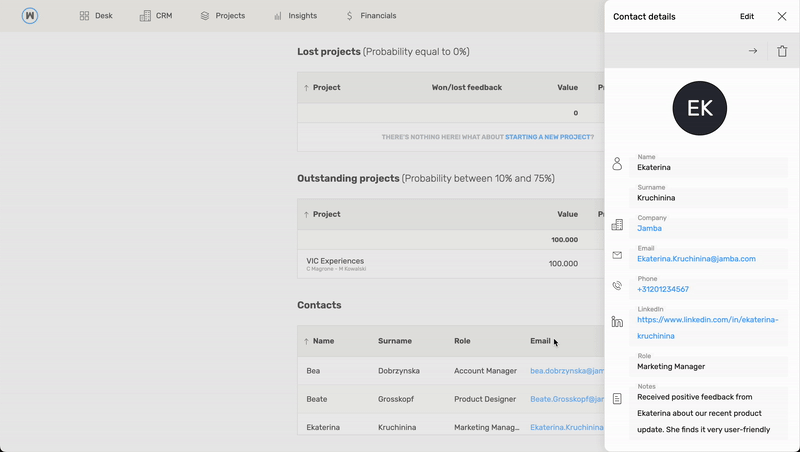 W
Desk
CRM
Projects
Insights
Financials
Lost projects (Probability equal to 0%)
Project Won/lost feedback Value
0
THERE'S NOTHING HERE! WHAT ABOUT STARTING A NEW PROJECT?
Outstanding projects (Probability between 10% and 75%)
Project Value
100.000
VIC Experiences 100.000
C Magrone - M Kowalski
Contacts
Name Surname Role Email
Bea Dobrzynska Account Manager bea.dobrzynska@jam
Beate Grosskopf Product Designer Beate.Grosskopf@ja
Ekaterina Kruchinina Marketing Manag... Ekaterina.Kruchinina
Contact details
Edit
EK
Name
Ekaterina
Surname
Kruchinina
Company
Jamba
Email
Ekaterina.Kruchinina@jamba.com
Phone
+31201234567
LinkedIn
https://www.linkedin.com/in/ekaterina-
kruchinina
Role
Marketing Manager
Notes
Received positive feedback from
Ekaterina about our recent product
update. She finds it very user-friendly